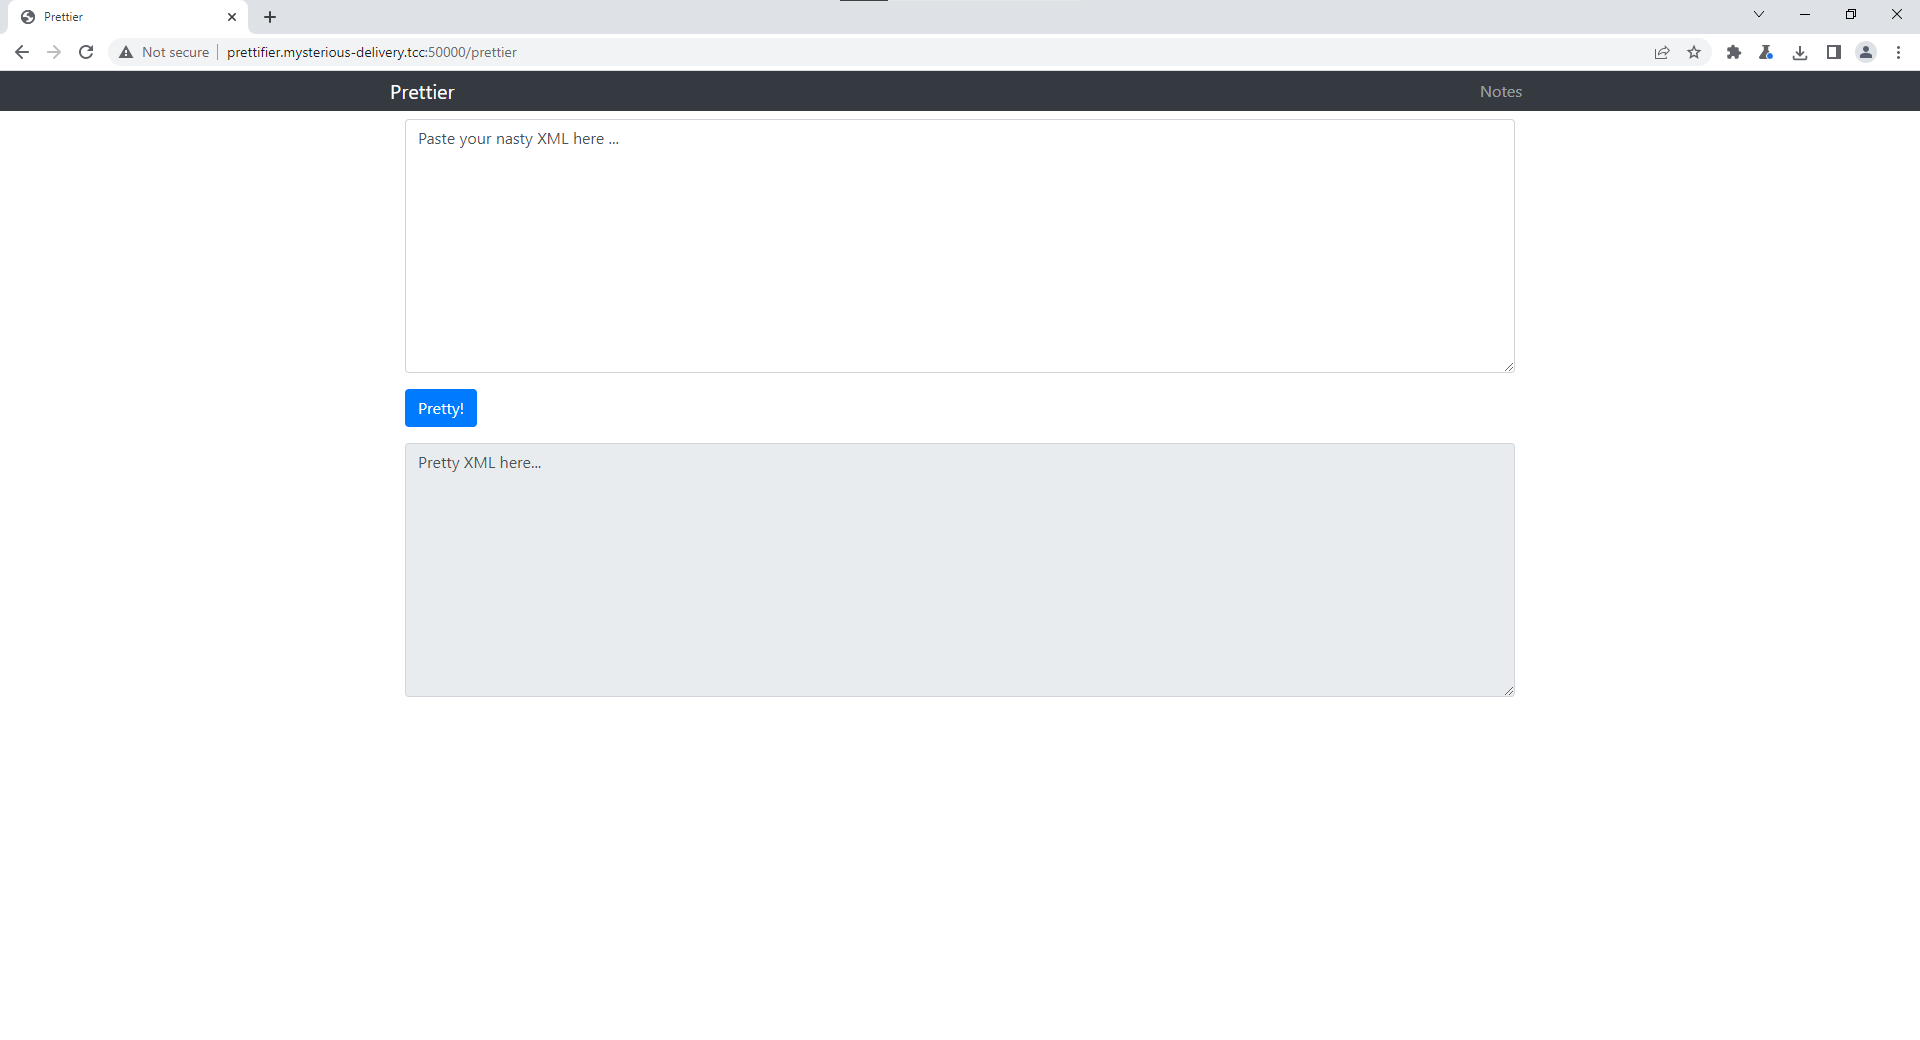 Prettier
Not secure prettifier.mysterious-delivery.tcc:50000/prettier
Prettier Notes
Paste your nasty XML here ...
Pretty!
Pretty XML here...